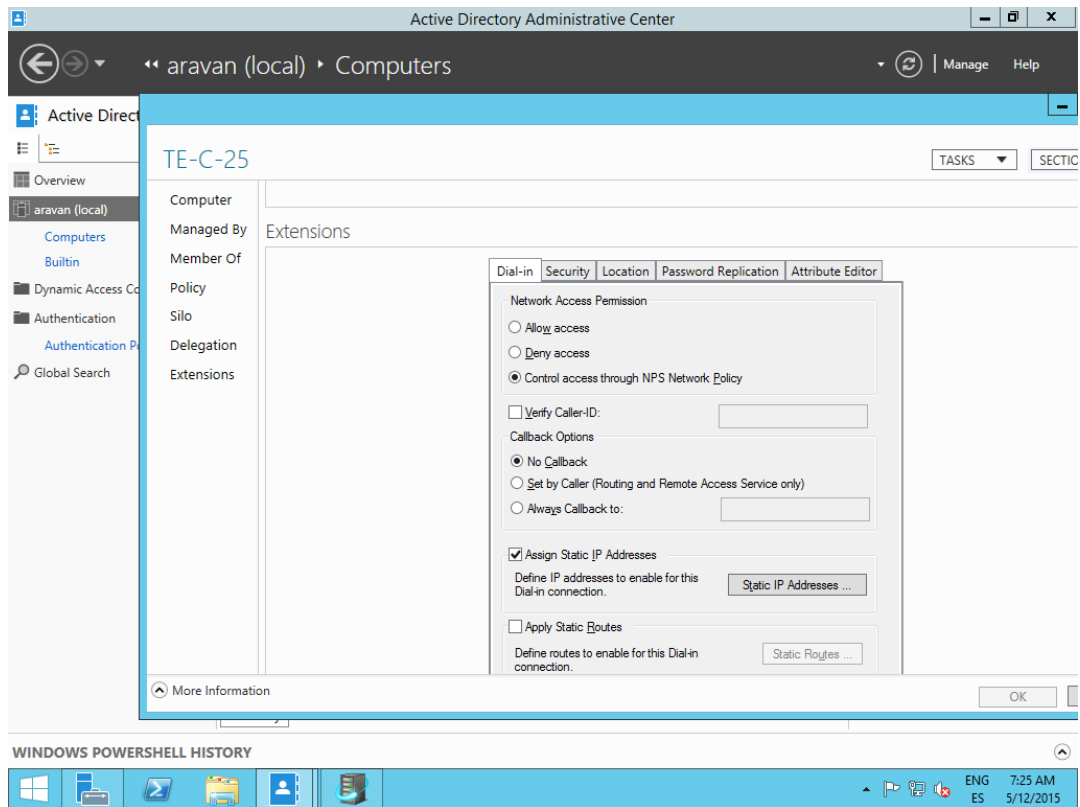 Active Directory Administrative Center
aravan (local) Computers
Manage Help
Active Direct
Overview
aravan (local)
Computers
Builtin
Dynamic Access Co
Authentication
Authentication Po
Global Search
TE-C-25
TASKS
SECTIO
Computer
Managed By
Member Of
Policy
Silo
Delegation
Extensions
Extensions
Dial-in Security Location Password Replication Attribute Editor
Network Access Permission
Allow access
Deny access
Control access through NPS Network Policy
Verify Caller-ID:
Callback Options
No Callback
Set by Caller (Routing and Remote Access Service only)
Always Callback to:
Assign Static IP Addresses
Define IP addresses to enable for this
Dial-in connection.
Static IP Addresses ...
Apply Static Routes
Define routes to enable for this Dial-in
connection.
Static Routes ...
More Information
OK
WINDOWS POWERSHELL HISTORY
ENG 7:25 AM
ES 5/12/2015